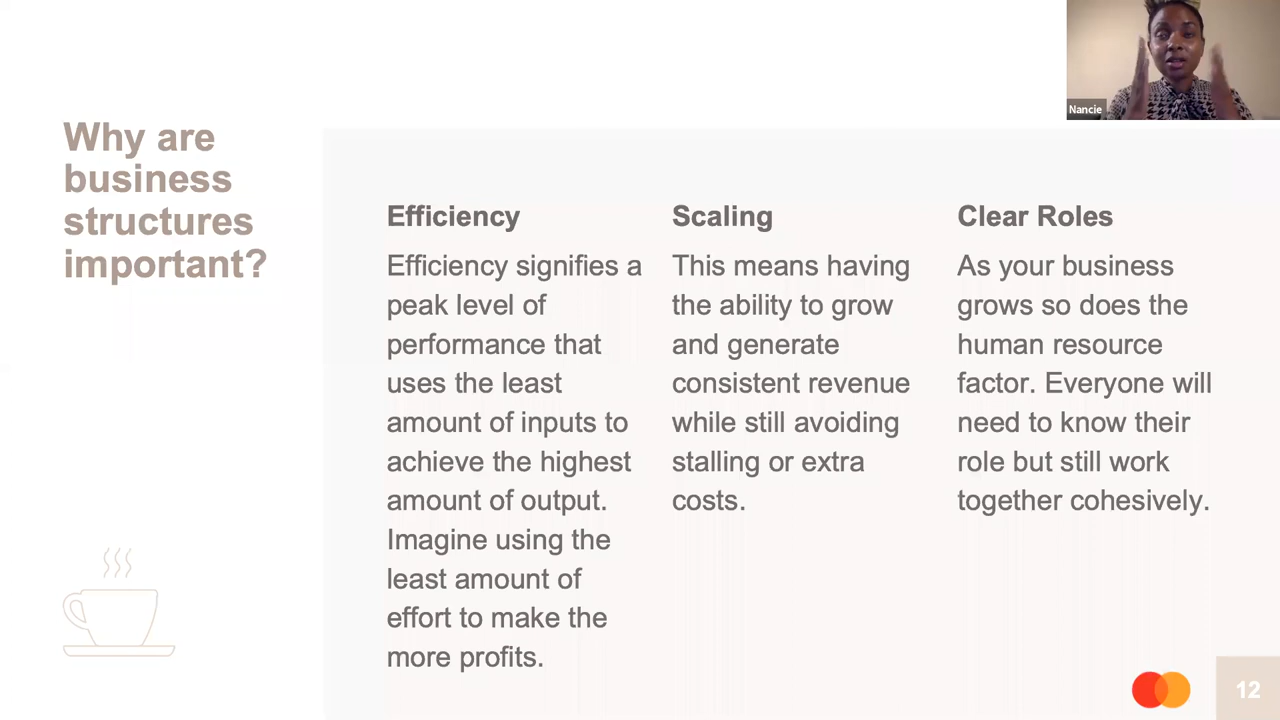 Nancie
Why are
business
structures
important?
Efficiency
Efficiency signifies a
peak level of
performance that
uses the least
amount of inputs to
achieve the highest
amount of output.
Imagine using the
least amount of
effort to make the
more profits.
Scaling
This means having
the ability to grow
and generate
consistent revenue
while still avoiding
stalling or extra
costs.
Clear Roles
As your business
grows so does the
human resource
factor. Everyone will
need to know their
role but still work
together cohesively.
12